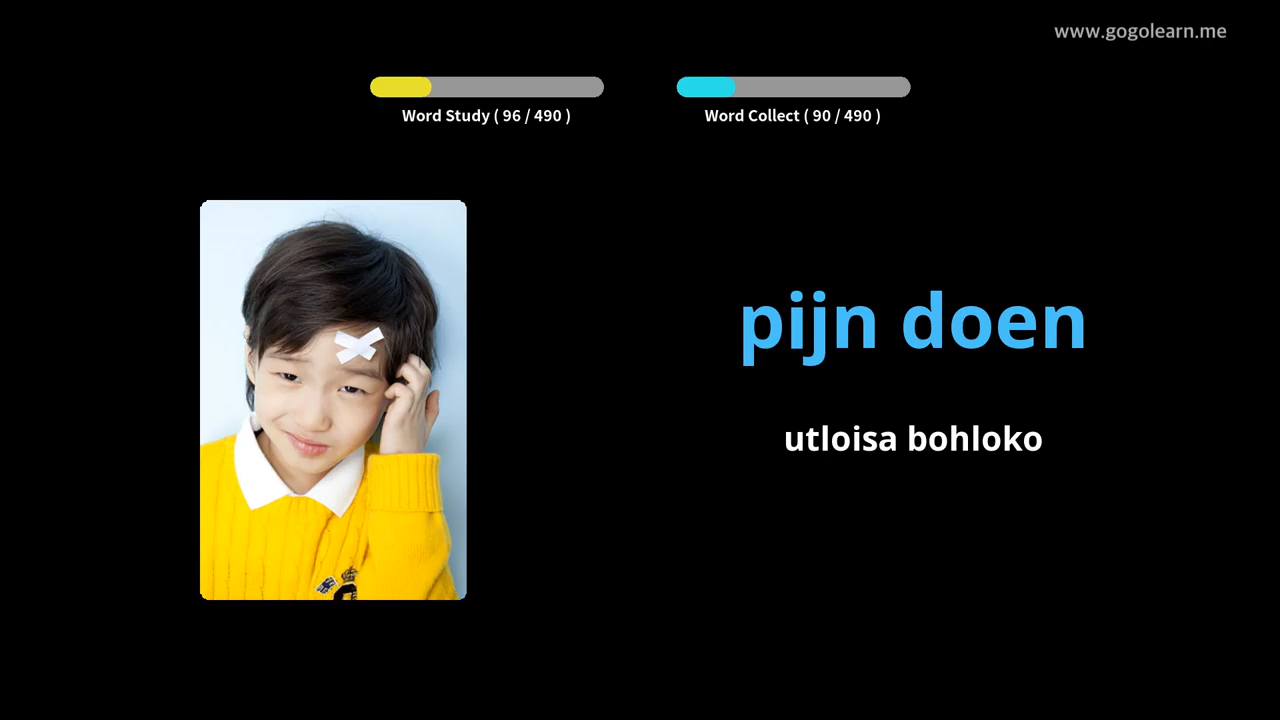 www.gogolearn.me
Word Study ( 96 / 490 )
Word Collect ( 90 / 490 )
pijn doen
utloisa bohloko